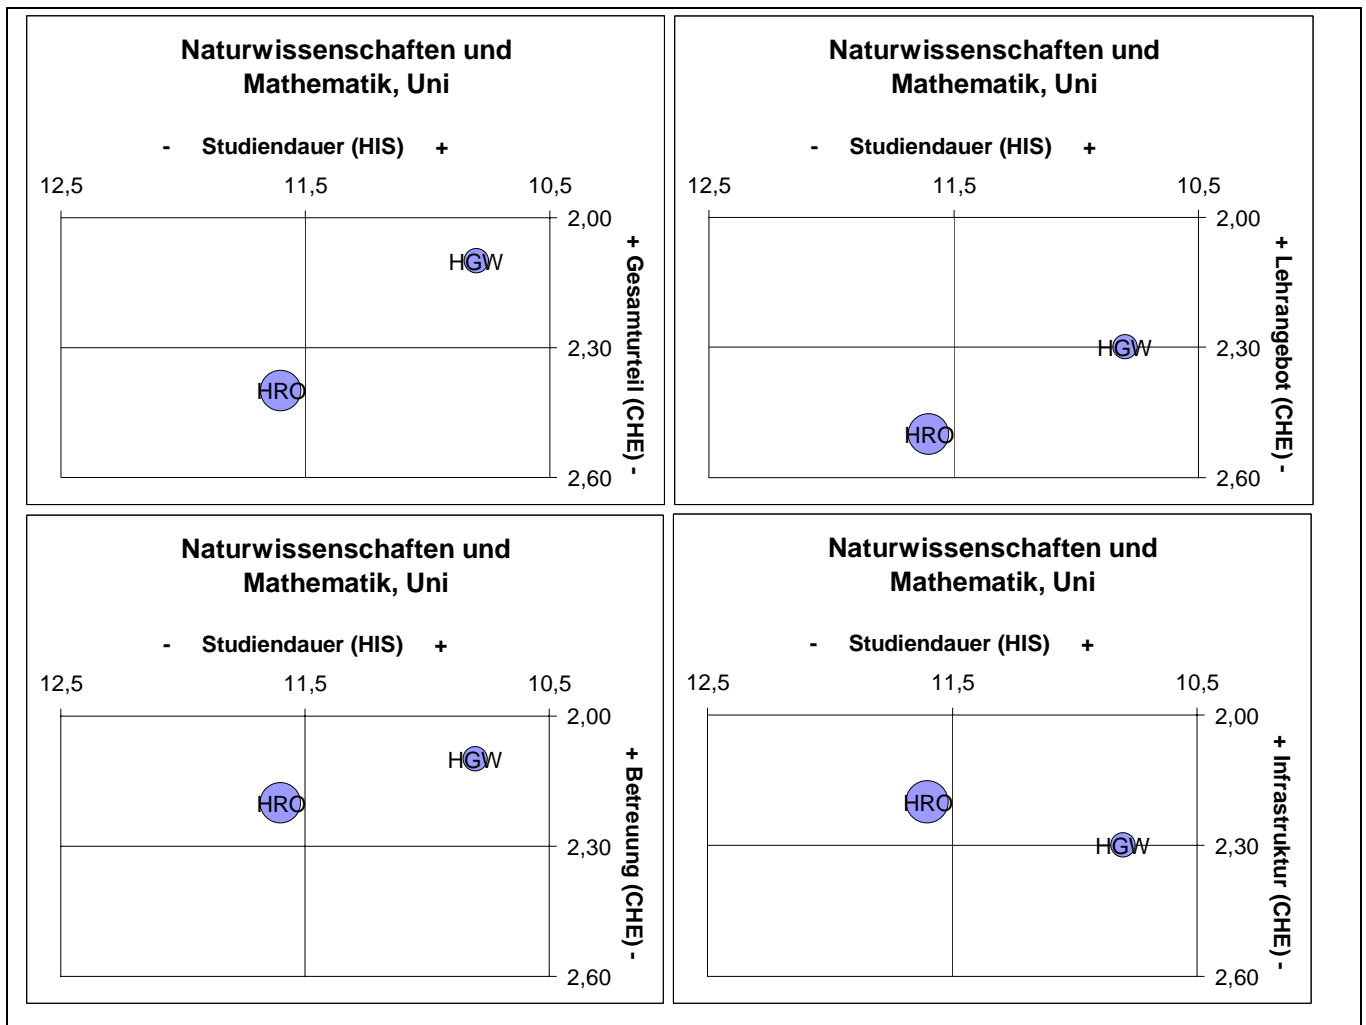 Naturwissenschaften und
Mathematik, Uni
- Studiendauer (HIS) +
12,5 11,5 10,5
2,00
HGW
2,30
HRO
2,60
+ Gesamturteil (CHE) -
Naturwissenschaften und
Mathematik, Uni
- Studiendauer (HIS) +
12,5 11,5 10,5
2,00
HGW 2,30
HRO
2,60
+ Lehrangebot (CHE) -
Naturwissenschaften und
Mathematik, Uni
- Studiendauer (HIS) +
12,5 11,5 10,5
2,00
HGW
HRO
2,30
2,60
+ Betreuung (CHE) -
Naturwissenschaften und
Mathematik, Uni
- Studiendauer (HIS) +
12,5 11,5 10,5
2,00
HRO
HGW 2,30
2,60
+ Infrastruktur (CHE) -